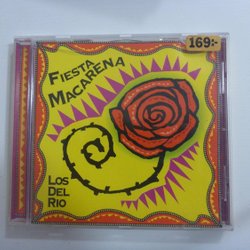 169:-
FIESTA
MACARENA
LOS
DEL
RIO